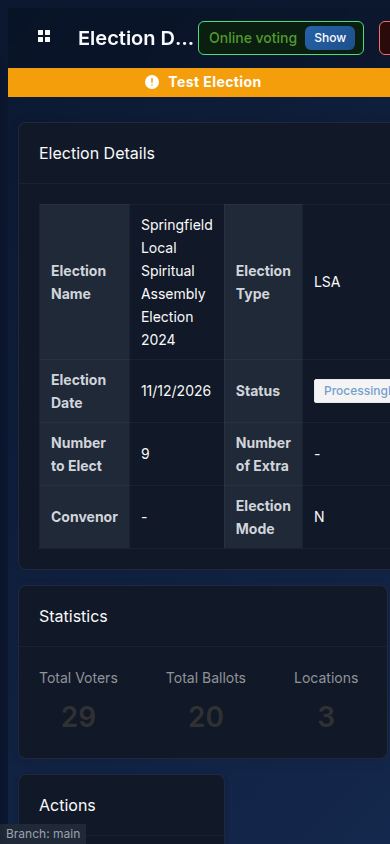 Election D...
Online voting
Show
Test Election
Election Details
Election Name
Springfield Local Spiritual Assembly Election 2024
Election Type
LSA
Election Date
11/12/2026
Status
Processing
Number to Elect
9
Number of Extra
-
Convenor
-
Election Mode
N
Statistics
Total Voters
Total Ballots
Locations
29
20
3
Actions
Branch: main